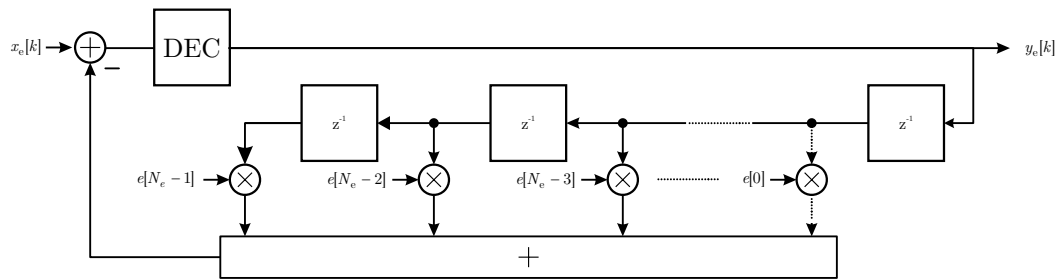 xₑ[k]
+
−
DEC
yₑ[k]
z⁻¹
z⁻¹
z⁻¹
e[Nₑ − 1]
×
e[Nₑ − 2]
×
e[Nₑ − 3]
×
e[0]
×
+